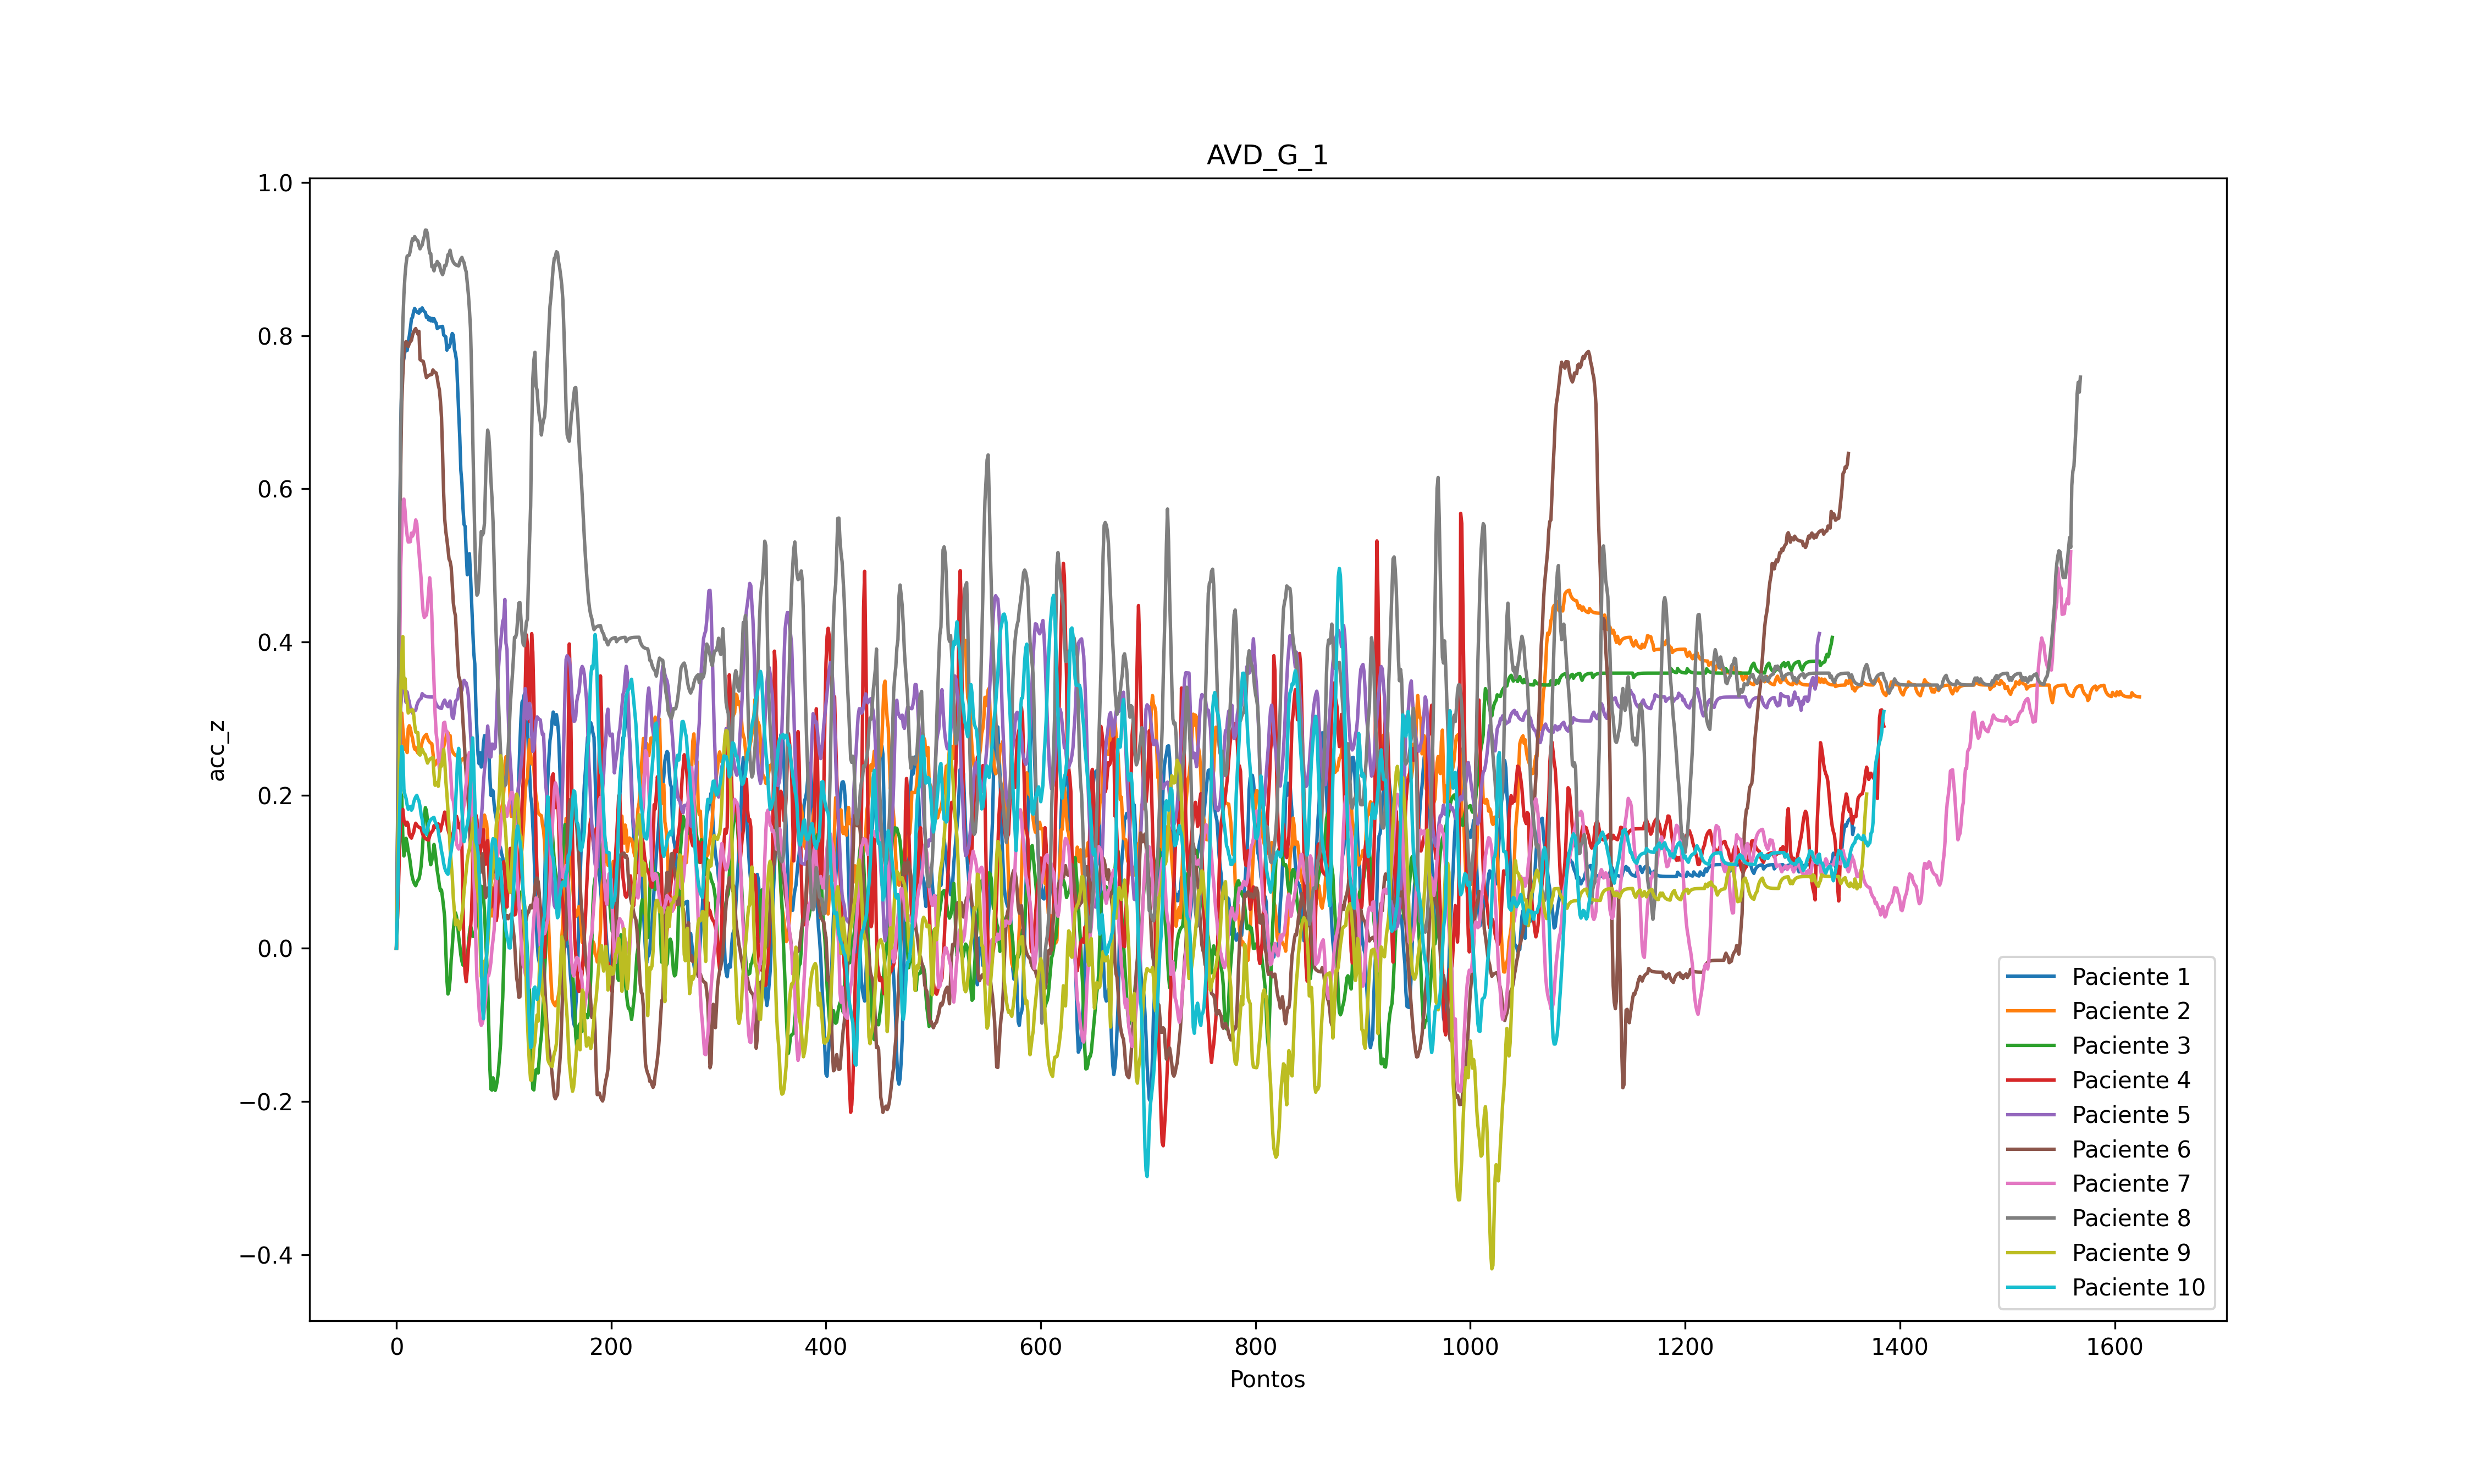 AVD_G_1
1.0
0.8
0.6
0.4
0.2
0.0
−0.2
−0.4
acc_z
0 200 400 600 800 1000 1200 1400 1600
Pontos
Paciente 1
Paciente 2
Paciente 3
Paciente 4
Paciente 5
Paciente 6
Paciente 7
Paciente 8
Paciente 9
Paciente 10